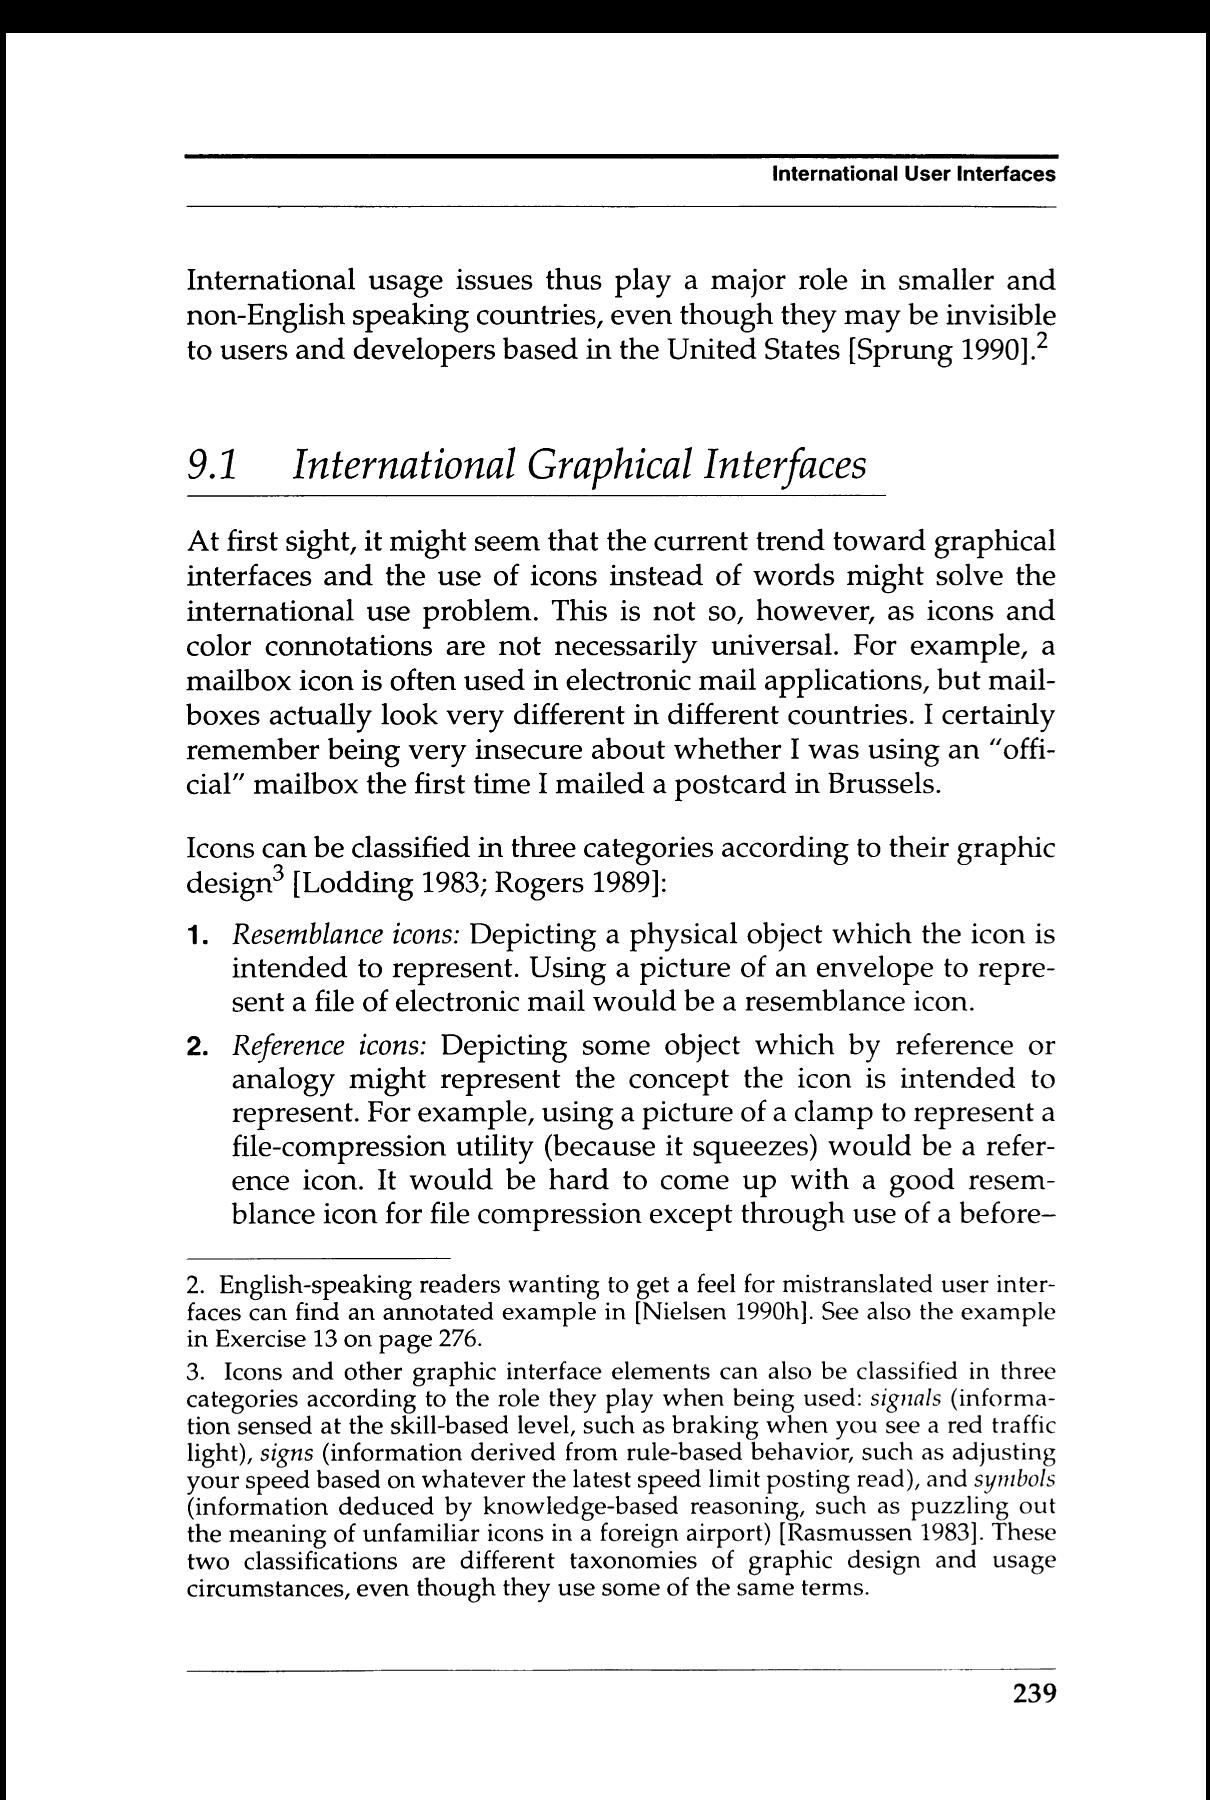 International User Interfaces
International usage issues thus play a major role in smaller and
non-English speaking countries, even though they may be invisible
to users and developers based in the United States [Sprung 1990].2
9.1 International Graphical Interfaces
At first sight, it might seem that the current trend toward graphical
interfaces and the use of icons instead of words might solve the
international use problem. This is not so, however, as icons and
color connotations are not necessarily universal. For example, a
mailbox icon is often used in electronic mail applications, but mail-
boxes actually look very different in different countries. I certainly
remember being very insecure about whether I was using an "offi-
cial" mailbox the first time I mailed a postcard in Brussels.
Icons can be classified in three categories according to their graphic
design3 [Lodding 1983; Rogers 1989]:
1. Resemblance icons: Depicting a physical object which the icon is
intended to represent. Using a picture of an envelope to repre-
sent a file of electronic mail would be a resemblance icon.
2. Reference icons: Depicting some object which by reference or
analogy might represent the concept the icon is intended to
represent. For example, using a picture of a clamp to represent a
file-compression utility (because it squeezes) would be a refer-
ence icon. It would be hard to come up with a good resem-
blance icon for file compression except through use of a before–
2. English-speaking readers wanting to get a feel for mistranslated user inter-
faces can find an annotated example in [Nielsen 1990h]. See also the example
in Exercise 13 on page 276.
3. Icons and other graphic interface elements can also be classified in three
categories according to the role they play when being used: signals (informa-
tion sensed at the skill-based level, such as braking when you see a red traffic
light), signs (information derived from rule-based behavior, such as adjusting
your speed based on whatever the latest speed limit posting read), and symbols
(information deduced by knowledge-based reasoning, such as puzzling out
the meaning of unfamiliar icons in a foreign airport) [Rasmussen 1983]. These
two classifications are different taxonomies of graphic design and usage
circumstances, even though they use some of the same terms.
239